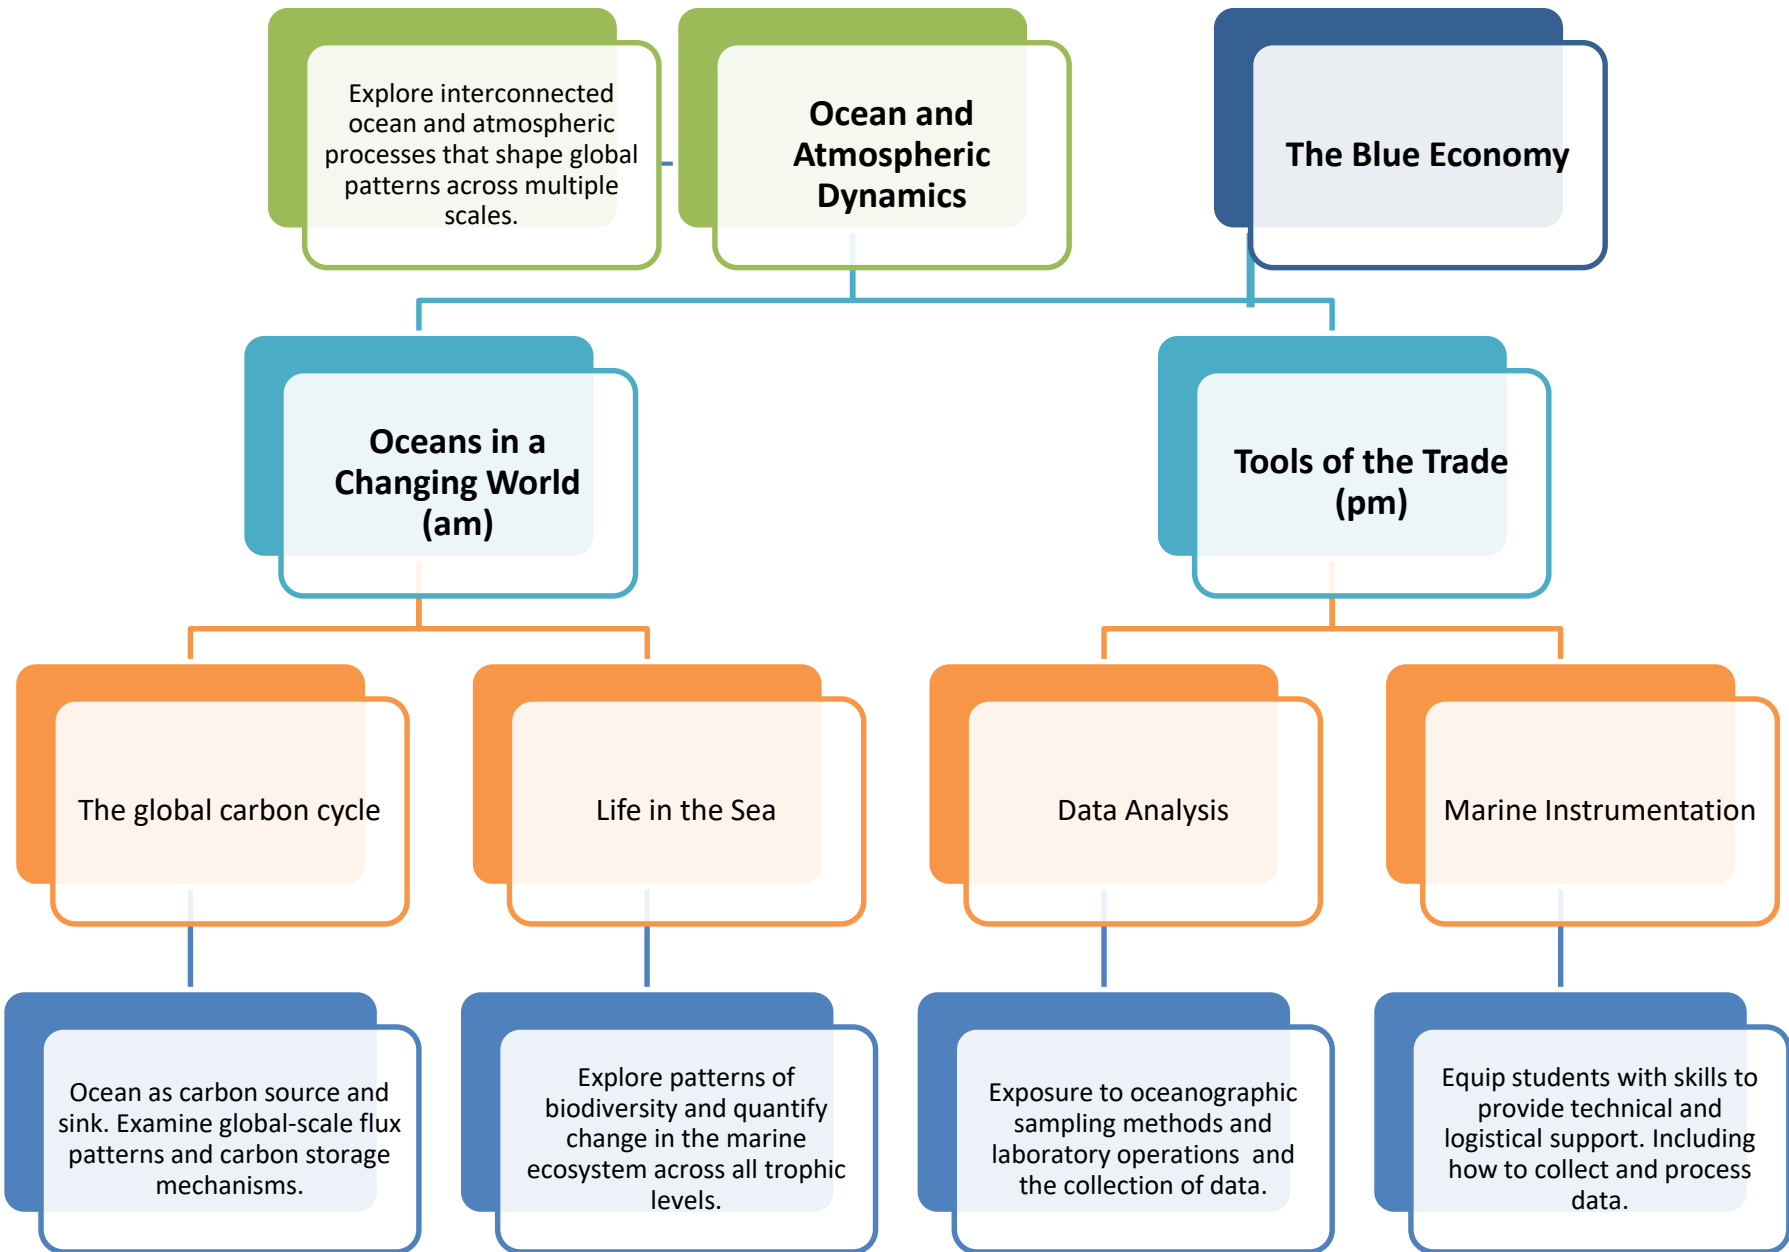 Explore interconnected
ocean and atmospheric
processes that shape global
patterns across multiple
scales.
Ocean and
Atmospheric
Dynamics
The Blue Economy
Oceans in a
Changing World
(am)
Tools of the Trade
(pm)
The global carbon cycle
Life in the Sea
Data Analysis
Marine Instrumentation
Ocean as carbon source and
sink. Examine global-scale flux
patterns and carbon storage
mechanisms.
Explore patterns of
biodiversity and quantify
change in the marine
ecosystem across all trophic
levels.
Exposure to oceanographic
sampling methods and
laboratory operations  and
the collection of data.
Equip students with skills to
provide technical and
logistical support. Including
how to collect and process
data.